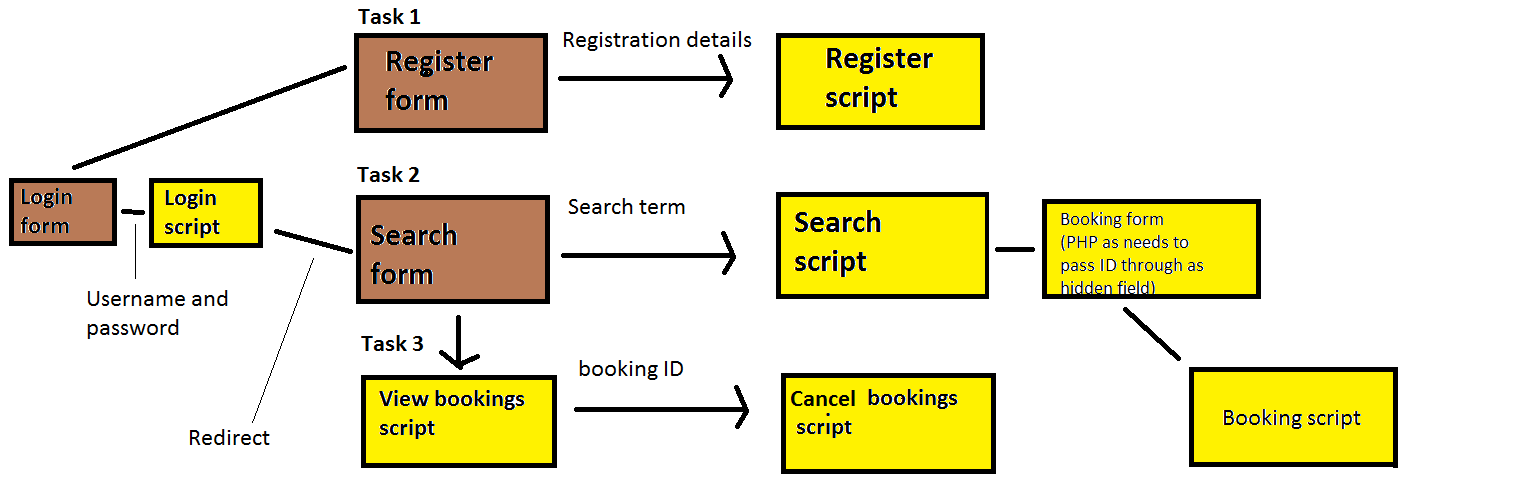 Task 1
Register
form
Registration details
Register
script
Login
form
Login
script
Username and
password
Redirect
Task 2
Search
form
Search term
Search
script
Booking form
(PHP as needs to
pass ID through as
hidden field)
Task 3
View bookings
script
booking ID
Cancel bookings
script
Booking script